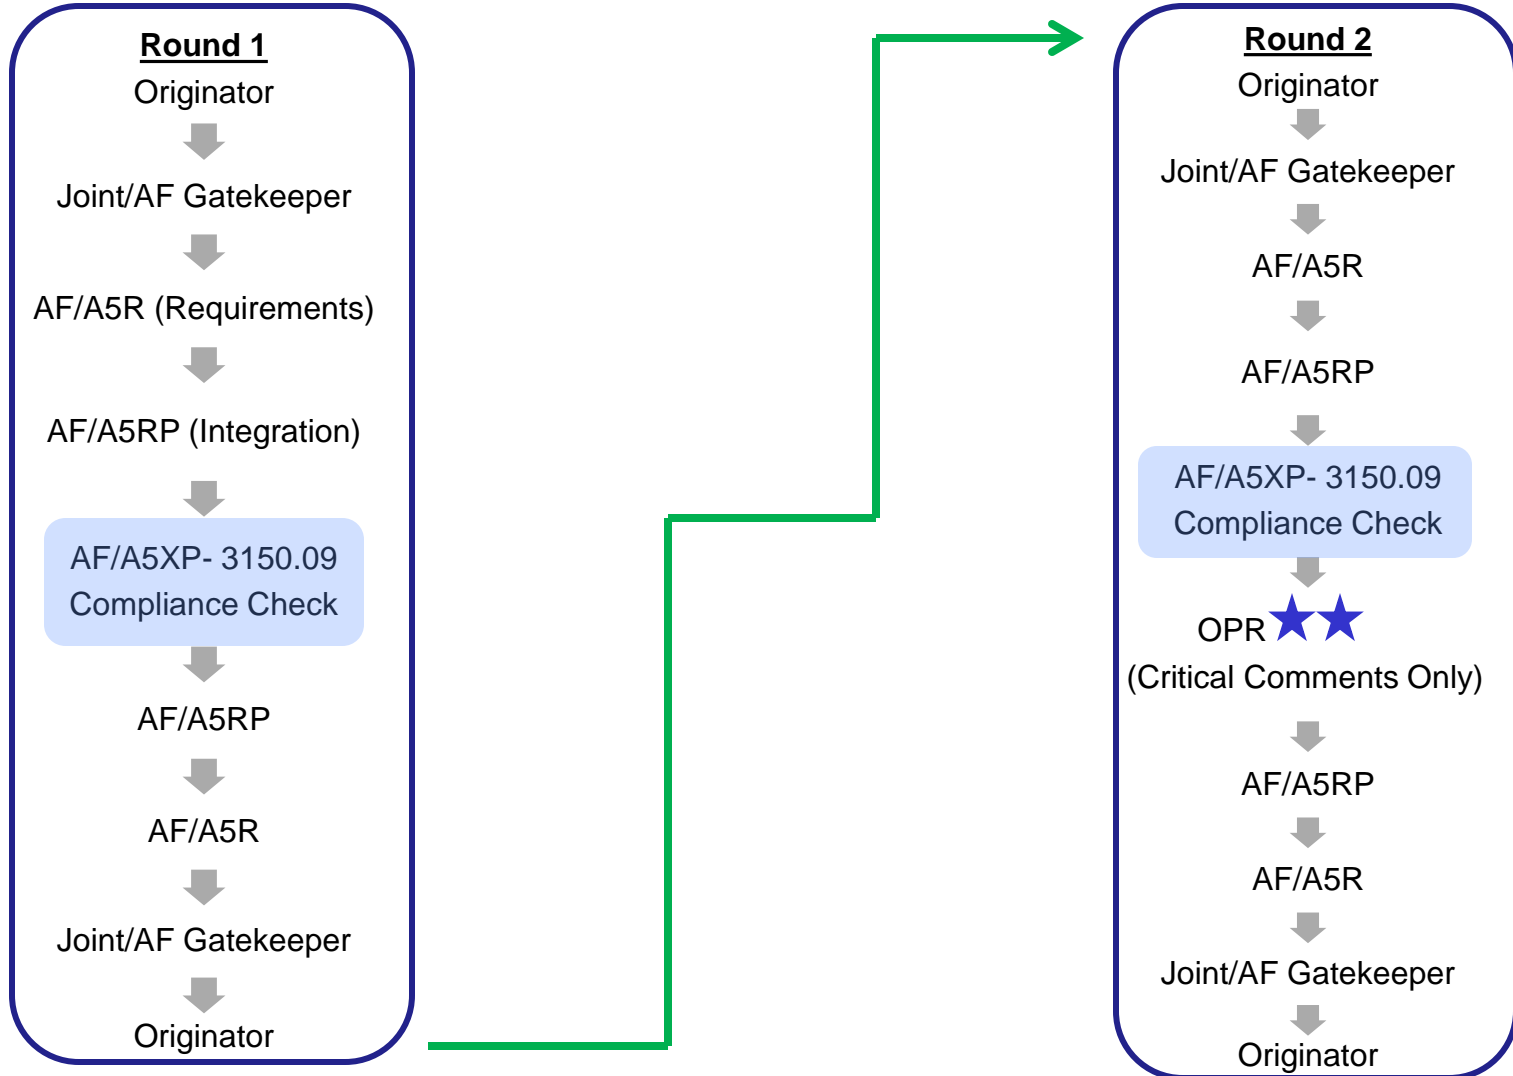 Round 1
Originator
Joint/AF Gatekeeper
AF/A5R (Requirements)
AF/A5RP (Integration)
AF/A5XP- 3150.09
Compliance Check
AF/A5RP
AF/A5R
Joint/AF Gatekeeper
Originator
Round 2
Originator
Joint/AF Gatekeeper
AF/A5R
AF/A5RP
AF/A5XP- 3150.09
Compliance Check
OPR
(Critical Comments Only)
AF/A5RP
AF/A5R
Joint/AF Gatekeeper
Originator